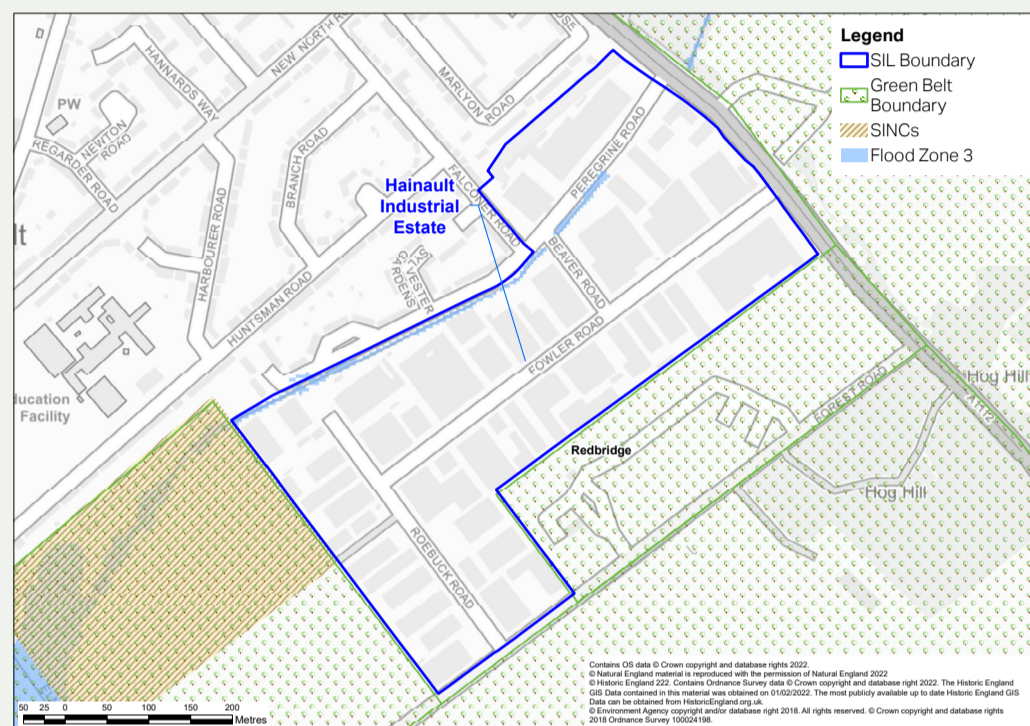 Legend
SIL Boundary
Green Belt
Boundary
SINCs
Flood Zone 3
NEW NORTH
HANNARDS WAY
MARLYON
ROAD
PW
NEWTON
ROAD
REGARDER ROAD
BRANCH ROAD
PEREGRINE ROAD
Hainault
Industrial
Estate
FALCONER ROAD
HARBOURER ROAD
SYLVESTER
GARDENS
BEAVER ROAD
HUNTSMAN ROAD
FOWLER ROAD
lt
ducation
Facility
Hog Hill
FOREST ROAD
A1112
Redbridge
Hog Hill
ROEBUCK ROAD
Contains OS data © Crown copyright and database rights 2022.
© Natural England material is reproduced with the permission of Natural England 2022
© Historic England 222. Contains Ordnance Survey data © Crown copyright and database right 2022. The Historic England
GIS Data contained in this material was obtained on 01/02/2022. The most publicly available up to date Historic England GIS
Data can be obtained from HistoricEngland.org.uk.
© Environment Agency copyright and/or database right 2018. All rights reserved. © Crown copyright and database rights
2018 Ordnance Survey 100024198.
50 25 0 50 100 150 200
Metres